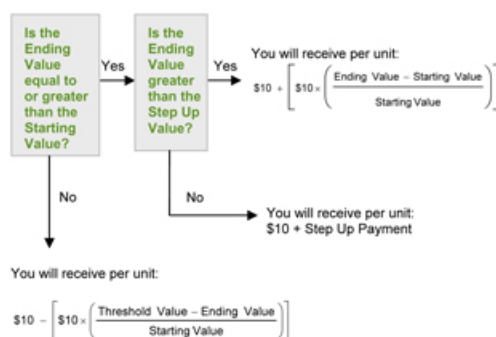 Is the
Ending
Value
equal to
or greater
than the
Starting
Value?
Yes
Is the
Ending
Value
greater
than the
Step Up
Value?
Yes
You will receive per unit:
$10 + [$10 × (Ending Value – Starting Value
Starting Value)]
No
No
You will receive per unit:
$10 + Step Up Payment
You will receive per unit:
$10 – [$10 × (Threshold Value – Ending Value
Starting Value)]